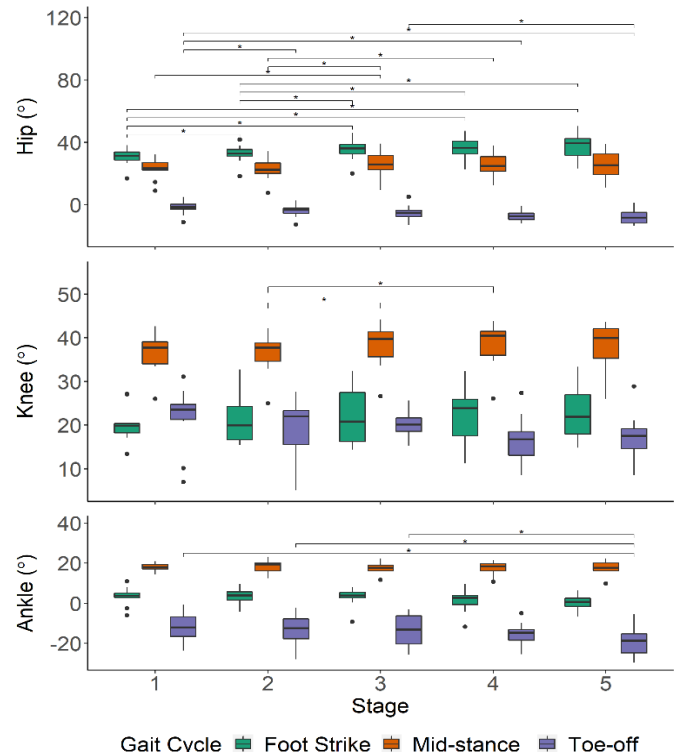 120
80
40
0
Hip (°)
* * * * * * * * * * * * * *
50
40
30
20
10
Knee (°)
* *
40
20
0
-20
Ankle (°)
* * *
1 2 3 4 5
Stage
Gait Cycle Foot Strike Mid-stance Toe-off